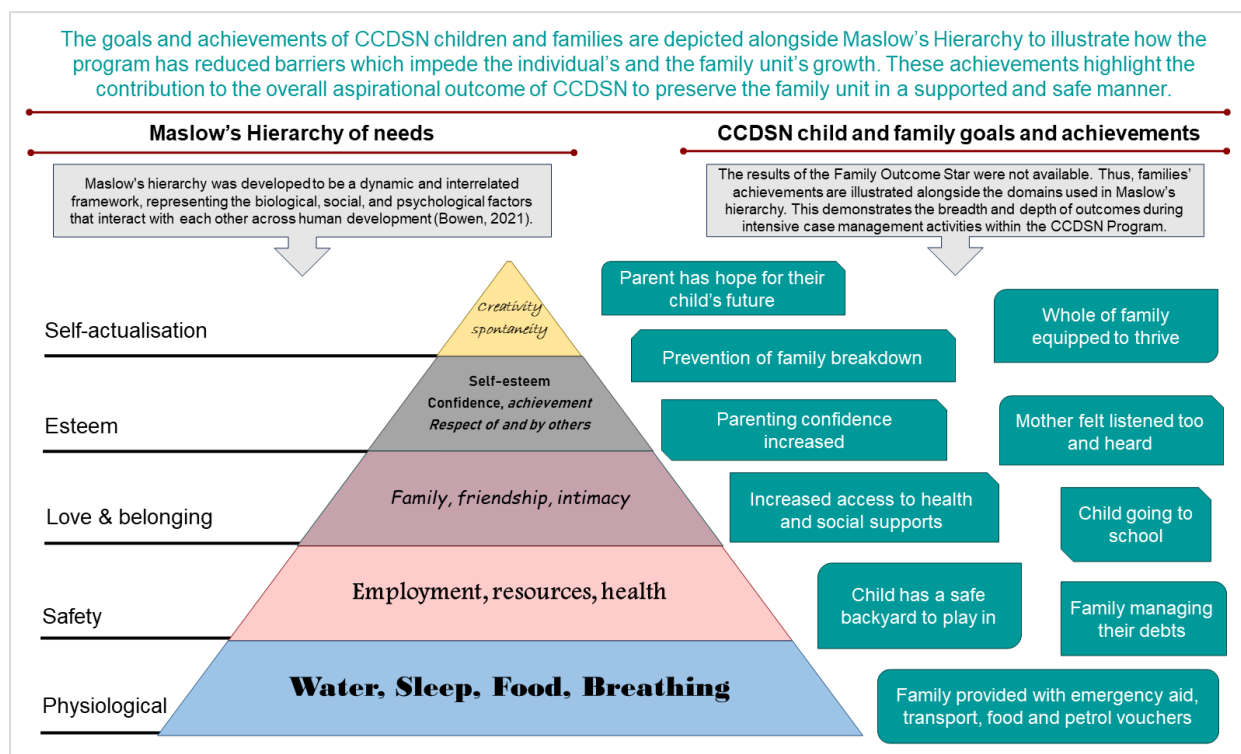 The goals and achievements of CCDSN children and families are depicted alongside Maslow's Hierarchy to illustrate how the
program has reduced barriers which impede the individual's and the family unit's growth. These achievements highlight the
contribution to the overall aspirational outcome of CCDSN to preserve the family unit in a supported and safe manner.
Maslow's Hierarchy of needs
Maslow's hierarchy was developed to be a dynamic and interrelated
framework, representing the biological, social, and psychological factors
that interact with each other across human development (Bowen, 2021).
CCDSN child and family goals and achievements
The results of the Family Outcome Star were not available. Thus, families'
achievements are illustrated alongside the domains used in Maslow's
hierarchy. This demonstrates the breadth and depth of outcomes during
intensive case management activities within the CCDSN Program.
Self-actualisation
Creativity
spontaneity
Parent has hope for their
child's future
Prevention of family breakdown
Whole of family
equipped to thrive
Esteem
Self-esteem
Confidence, achievement
Respect of and by others
Parenting confidence
increased
Mother felt listened too
and heard
Love & belonging
Family, friendship, intimacy
Increased access to health
and social supports
Child going to
school
Safety
Employment, resources, health
Child has a safe
backyard to play in
Family managing
their debts
Physiological
Water, Sleep, Food, Breathing
Family provided with emergency aid,
transport, food and petrol vouchers